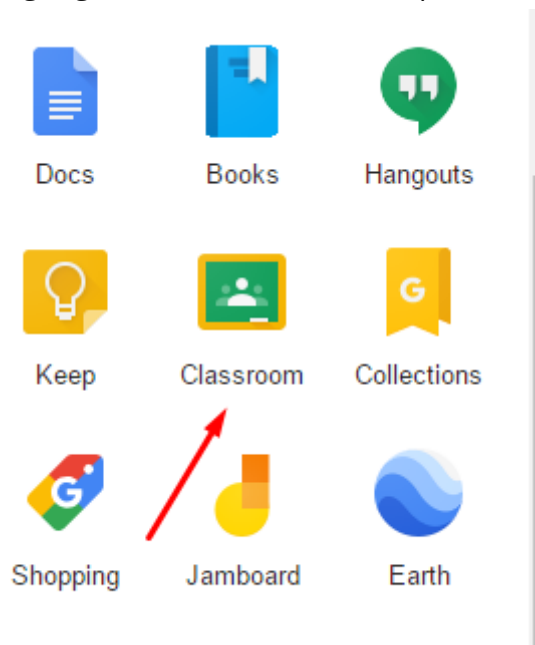 Docs Books Hangouts
G
Keep Classroom Collections
G
Shopping Jamboard Earth